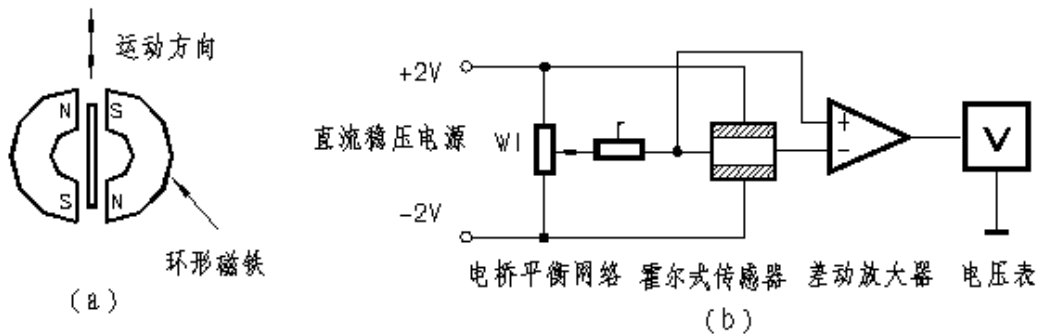 运动方向
N S
S N
环形磁铁
(a)
+2V
直流稳压电源 W1
r
+
-
V
-2V
电桥平衡网络 霍尔式传感器 差动放大器 电压表
(b)